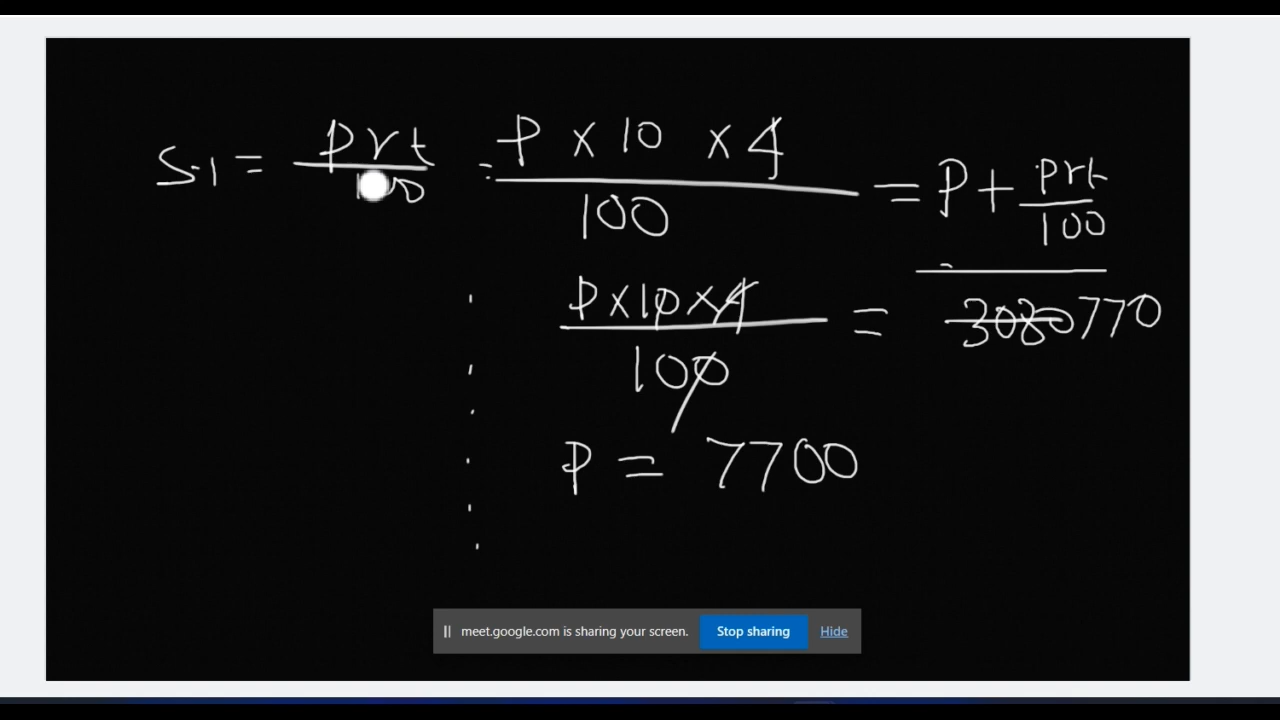 S.I = prt/100 = P x 10 x 4/100 = P + prt/100
P x 10 x 4/100 = 3080 770
P = 7700
meet.google.com is sharing your screen. Stop sharing Hide